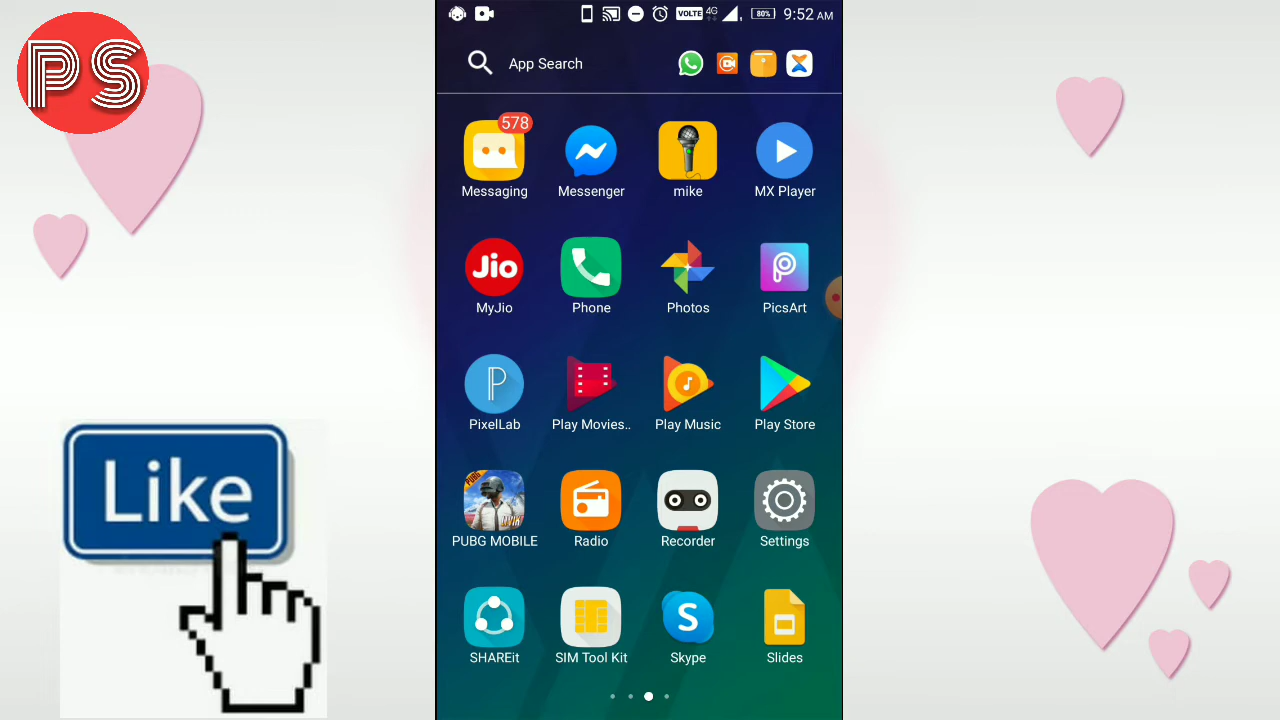 PS
VOLTE 4G 80% 9:52 AM
App Search
578
Messaging Messenger mike MX Player
Jio
MyJio Phone Photos PicsArt
PixelLab Play Movies.. Play Music Play Store
PUBG
PUBG MOBILE Radio Recorder Settings
S
SHAREit SIM Tool Kit Skype Slides
Like